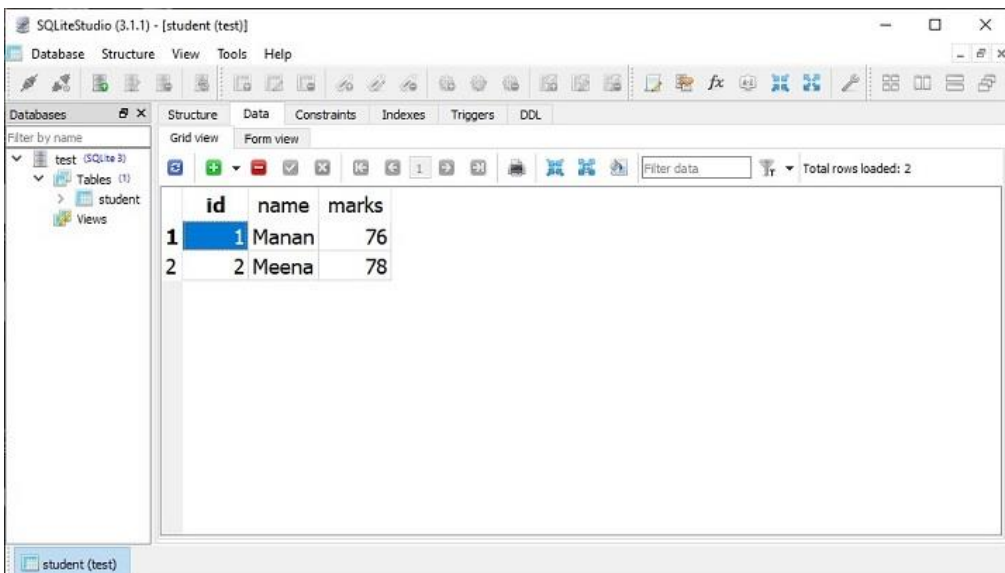 SQLiteStudio (3.1.1) - [student (test)]
Database Structure View Tools Help
Databases
Structure Data Constraints Indexes Triggers DDL
Filter by name
Grid view Form view
test (SQLite 3)
1 Filter data Total rows loaded: 2
Tables (1)
student
Views
id name marks
1 1 Manan 76
2 2 Meena 78
student (test)